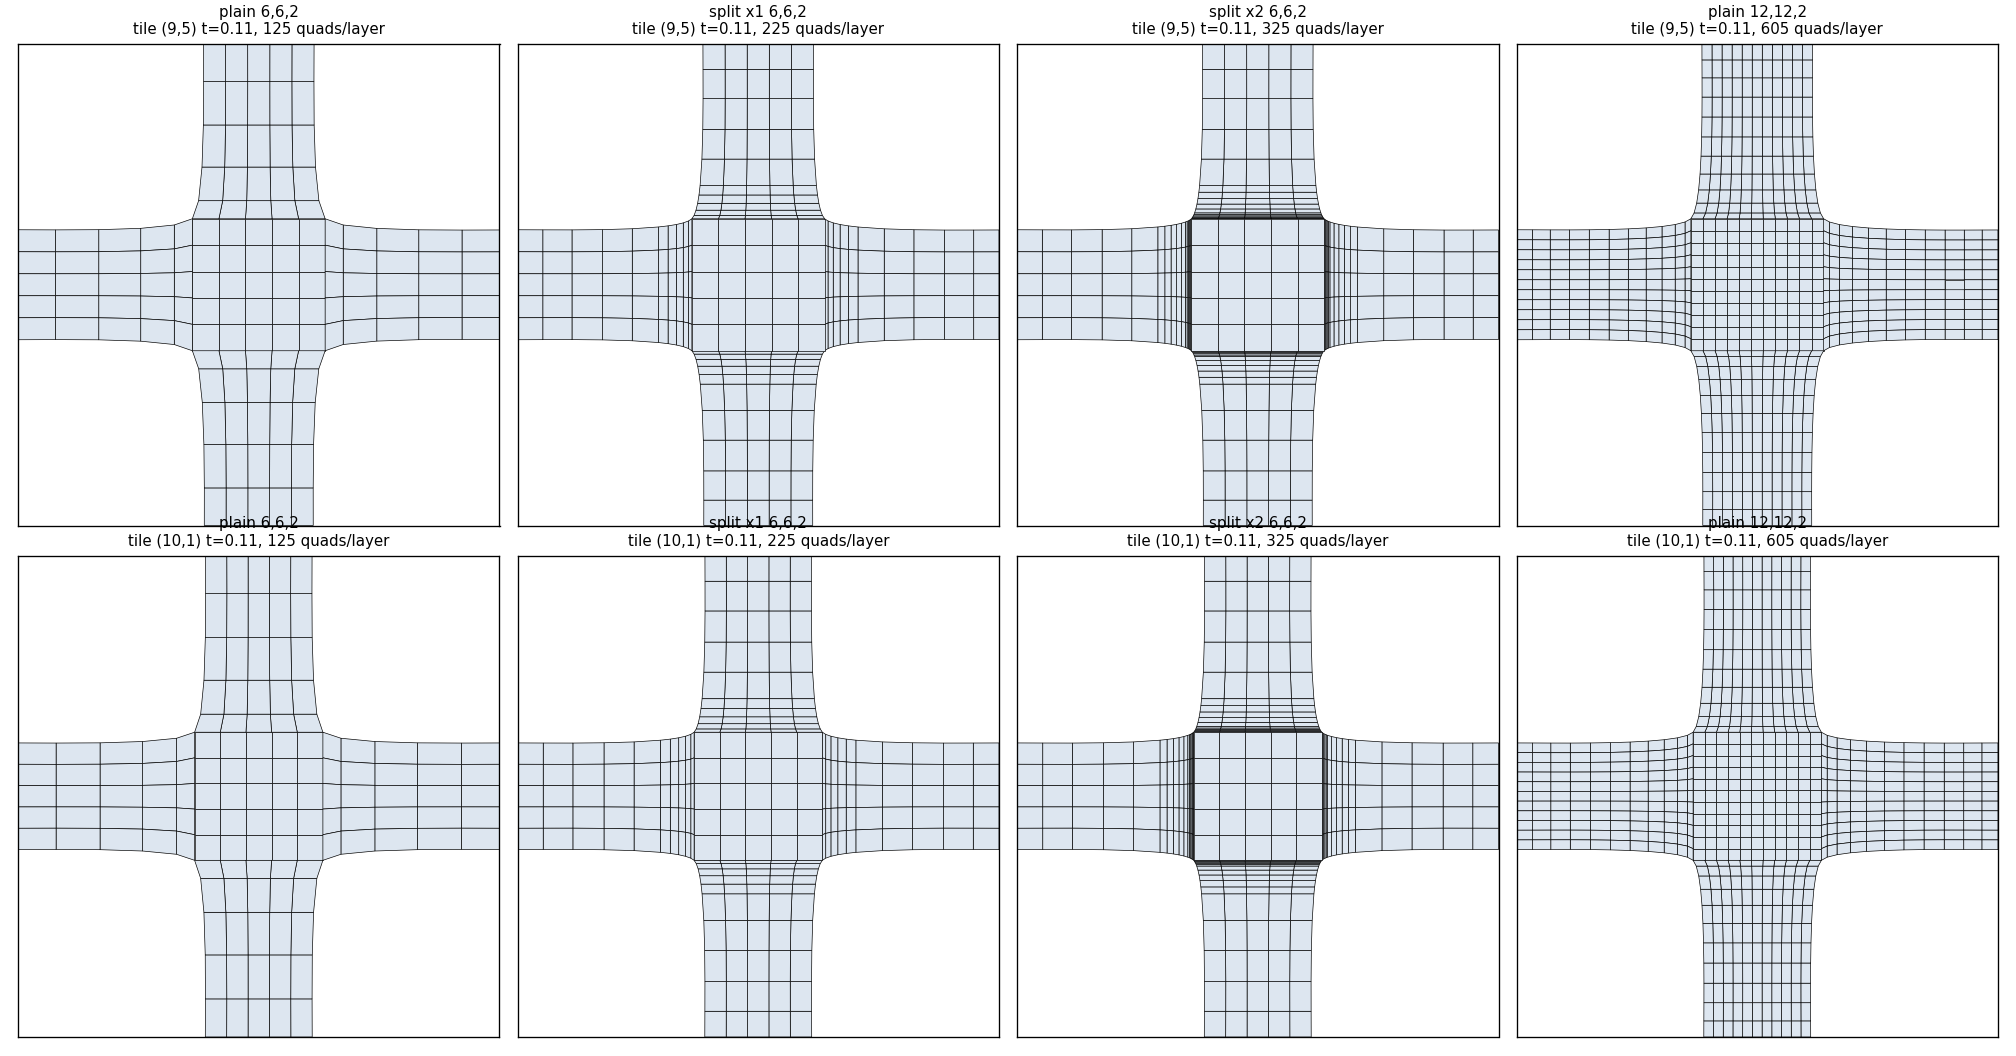 plain 6,6,2
tile (9,5) t=0.11, 125 quads/layer
split x1 6,6,2
tile (9,5) t=0.11, 225 quads/layer
split x2 6,6,2
tile (9,5) t=0.11, 325 quads/layer
plain 12,12,2
tile (9,5) t=0.11, 605 quads/layer
plain 6,6,2
tile (10,1) t=0.11, 125 quads/layer
split x1 6,6,2
tile (10,1) t=0.11, 225 quads/layer
split x2 6,6,2
tile (10,1) t=0.11, 325 quads/layer
plain 12,12,2
tile (10,1) t=0.11, 605 quads/layer